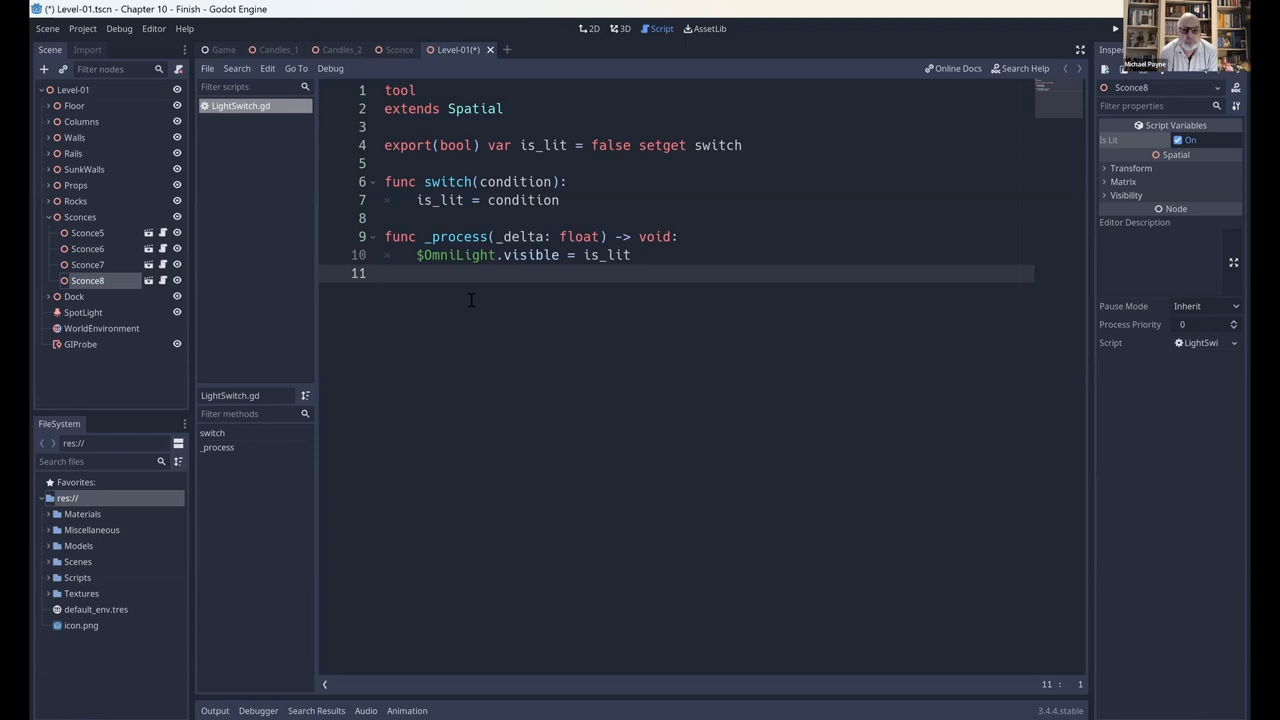 (*) Level-01.tscn - Chapter 10 - Finish - Godot Engine
Scene Project Debug Editor Help
2D 3D Script AssetLib
Michael Payne
Scene Import
Filter nodes
Level-01
Floor
Columns
Walls
Rails
SunkWalls
Props
Rocks
Sconces
Sconce5
Sconce6
Sconce7
Sconce8
Dock
SpotLight
WorldEnvironment
GIProbe
FileSystem
res://
Search files
Favorites:
res://
Materials
Miscellaneous
Models
Scenes
Scripts
Textures
default_env.tres
icon.png
Game Candles_1 Candles_2 Sconce Level-01(*)
File Search Edit Go To Debug
Online Docs Search Help
Filter scripts
LightSwitch.gd
LightSwitch.gd
Filter methods
switch
_process
1 tool
2 extends Spatial
3
4 export(bool) var is_lit = false setget switch
5
6 func switch(condition):
7 is_lit = condition
8
9 func _process(_delta: float) -> void:
10 $OmniLight.visible = is_lit
11
11 : 1
Output Debugger Search Results Audio Animation
3.4.4.stable
Sconce8
Filter properties
Script Variables
Is Lit On
Spatial
Transform
Matrix
Visibility
Node
Editor Description
Pause Mode Inherit
Process Priority 0
Script LightSwi